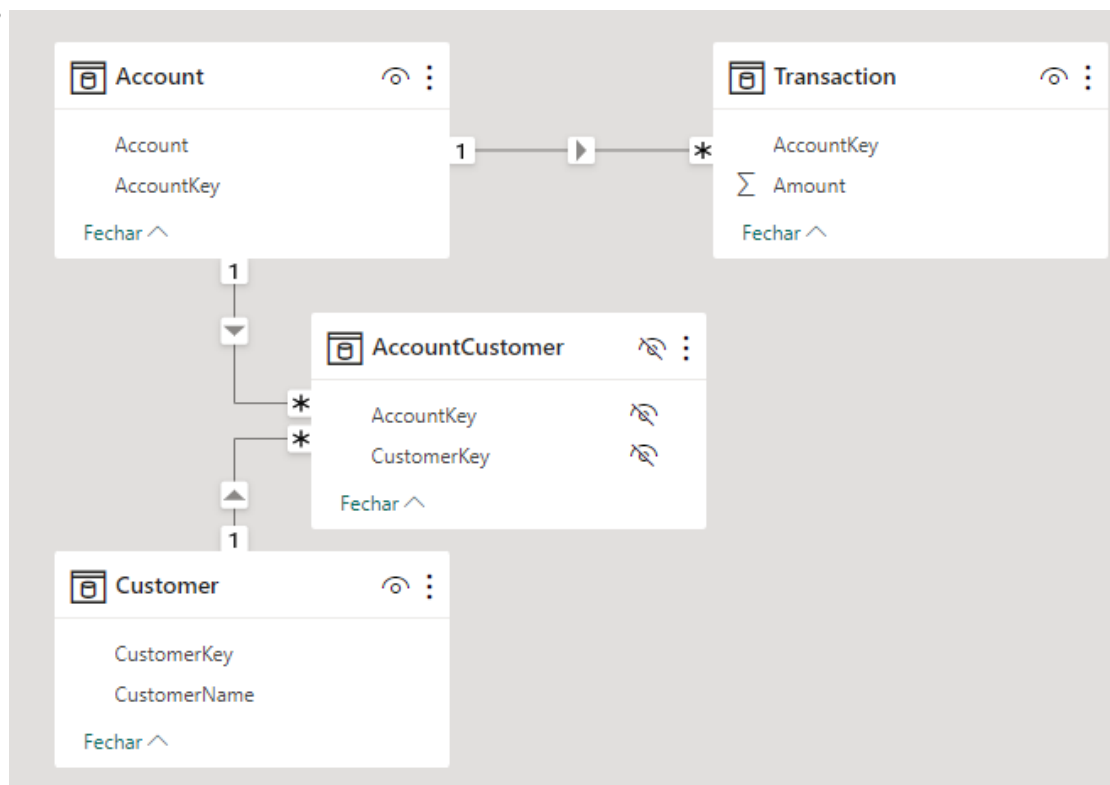 Account
Account
AccountKey
Fechar
Transaction
AccountKey
Σ Amount
Fechar
1
*
1
AccountCustomer
AccountKey
CustomerKey
Fechar
*
*
1
Customer
CustomerKey
CustomerName
Fechar